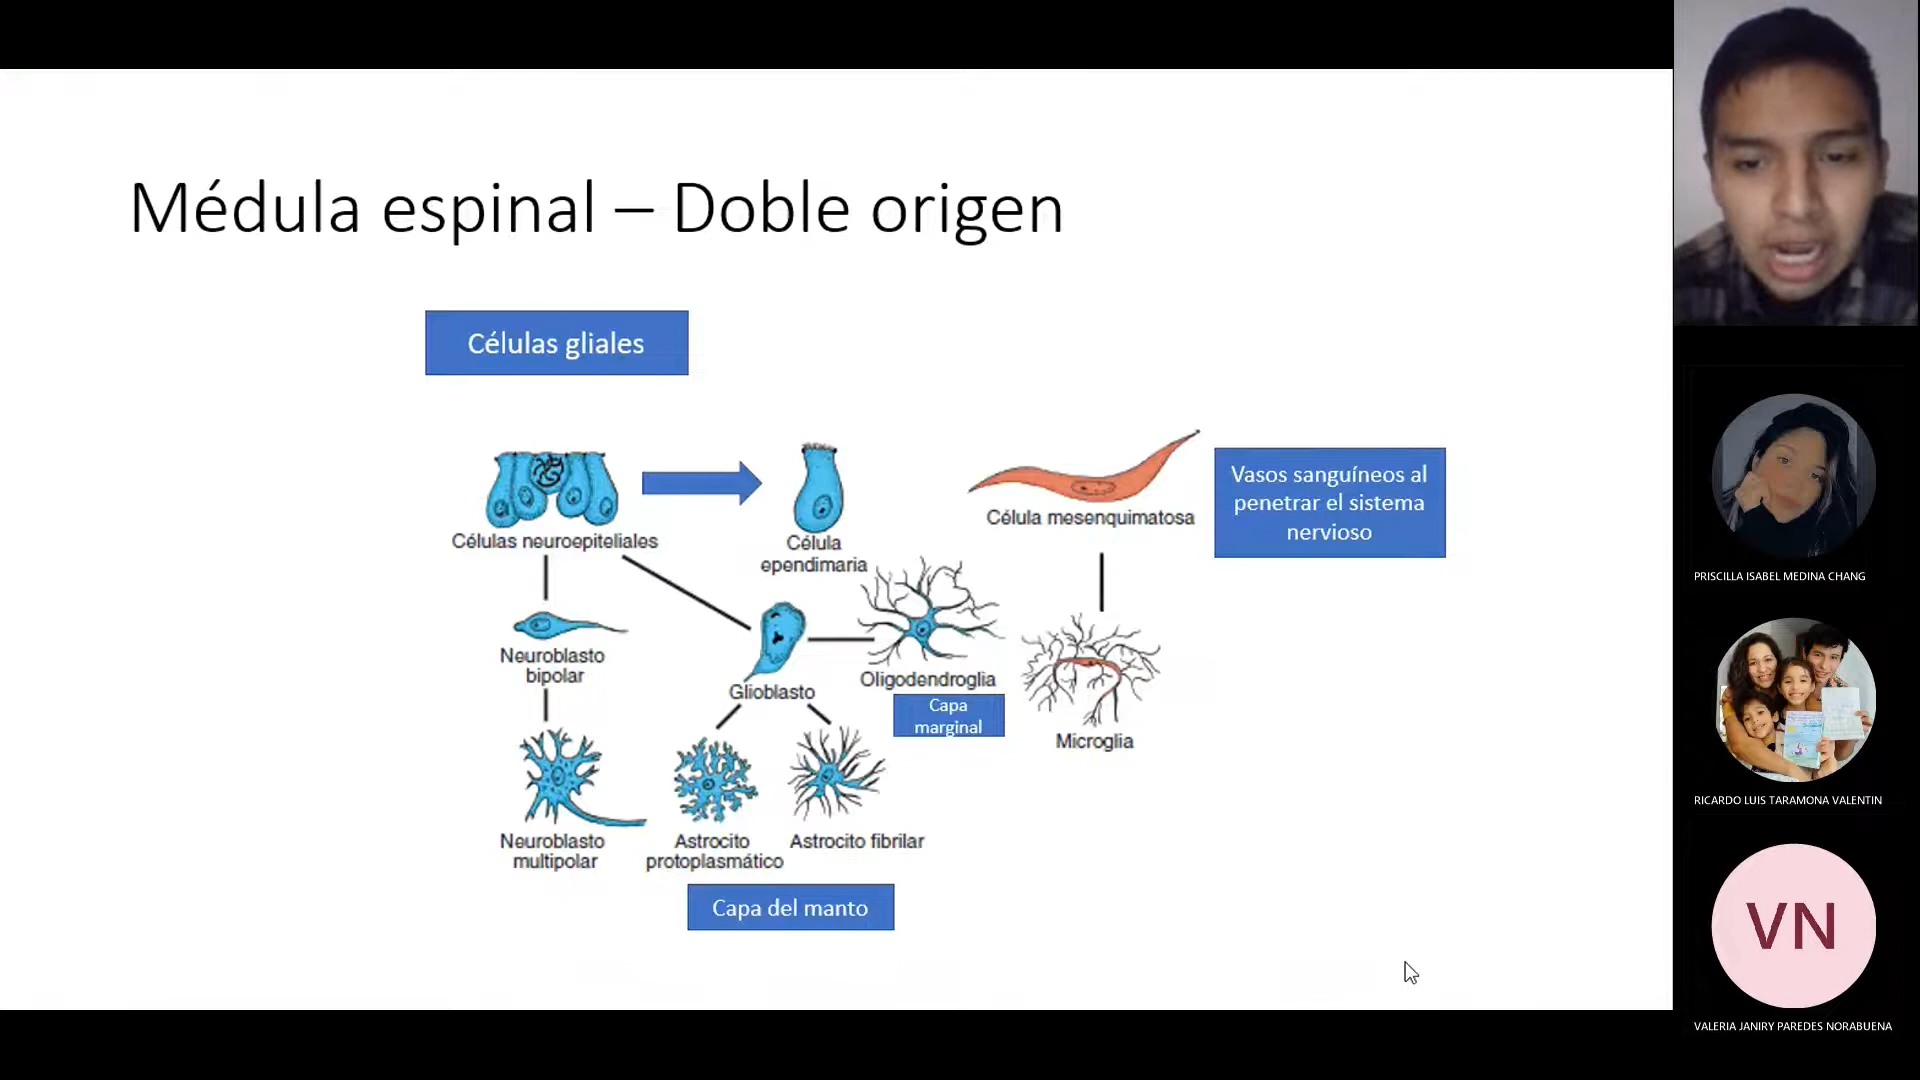 Médula espinal – Doble origen
Células gliales
Células neuroepiteliales
Célula
ependimaria
Célula mesenquimatosa
Vasos sanguíneos al
penetrar el sistema
nervioso
Neuroblasto
bipolar
Glioblasto
Oligodendroglia
Capa
marginal
Microglia
Neuroblasto
multipolar
Astrocito
protoplasmático
Astrocito fibrilar
Capa del manto
PRISCILLA ISABEL MEDINA CHANG
RICARDO LUIS TARAMONA VALENTIN
VN
VALERIA JANIRY PAREDES NORABUENA